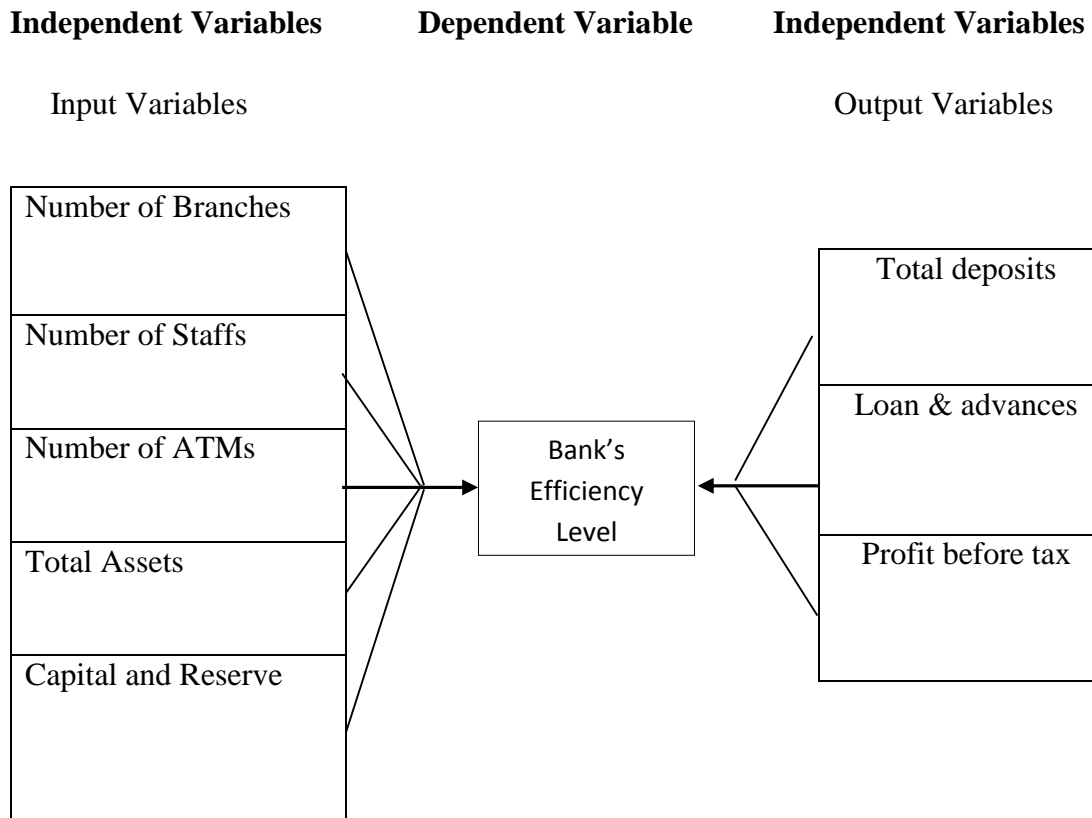 Independent Variables
Dependent Variable
Independent Variables
Input Variables
Output Variables
Number of Branches
Number of Staffs
Number of ATMs
Total Assets
Capital and Reserve
Bank's
Efficiency
Level
Total deposits
Loan & advances
Profit before tax